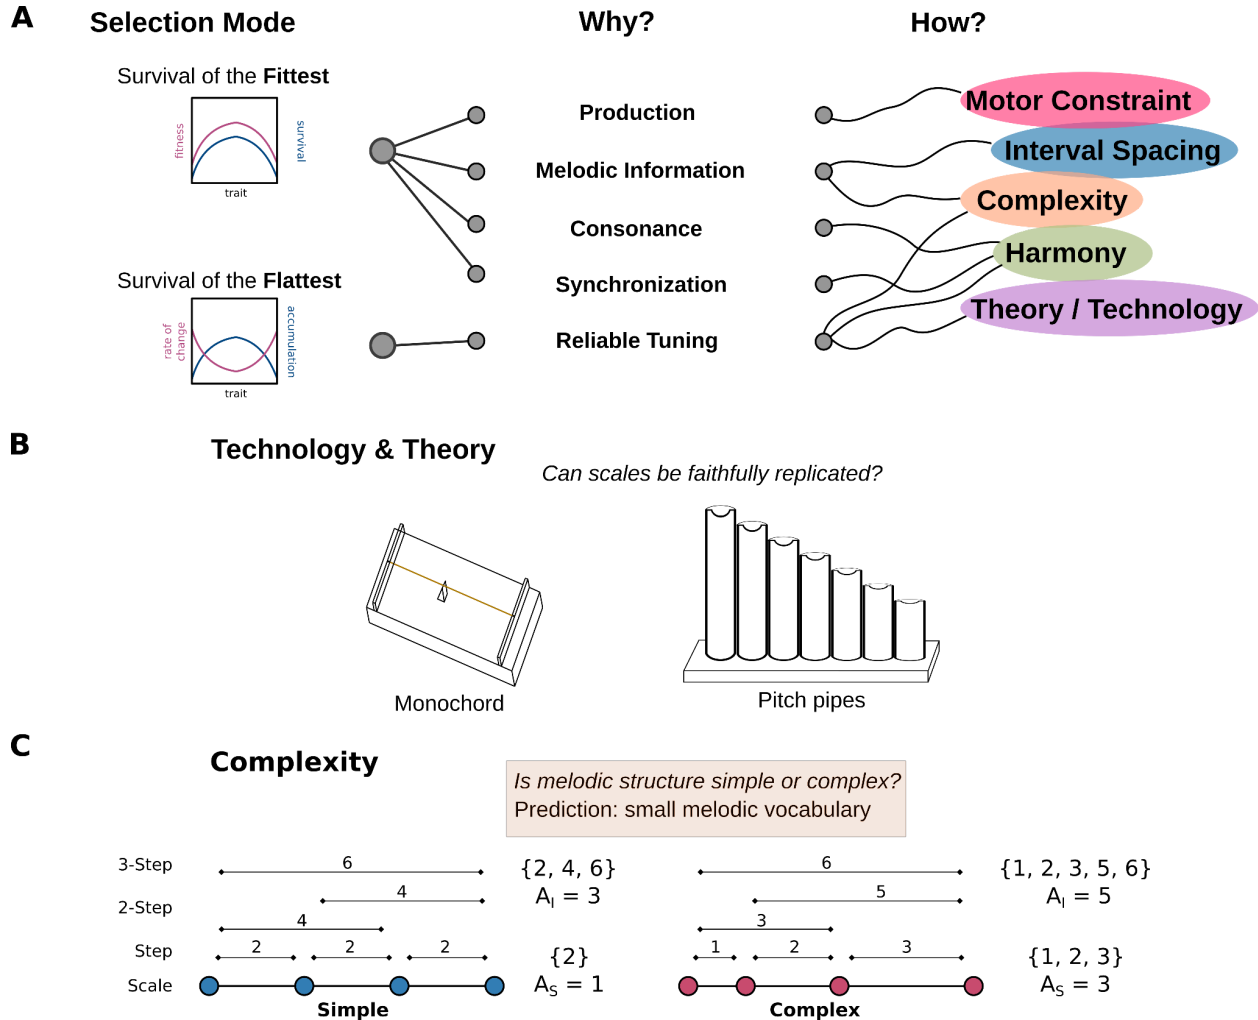 A
Selection Mode
Why?
How?
Survival of the Fittest
fitness
survival
trait
Survival of the Flattest
rate of
change
accumulation
trait
Production
Melodic Information
Consonance
Synchronization
Reliable Tuning
Motor Constraint
Interval Spacing
Complexity
Harmony
Theory / Technology
B
Technology & Theory
Can scales be faithfully replicated?
Monochord
Pitch pipes
C
Complexity
Is melodic structure simple or complex?
Prediction: small melodic vocabulary
3-Step
6
{2, 4, 6}
6
{1, 2, 3, 5, 6}
4
A_I = 3
5
A_I = 5
2-Step
4
3
Step
2
2
2
{2}
1
2
3
{1, 2, 3}
Scale
A_S = 1
A_S = 3
Simple
Complex